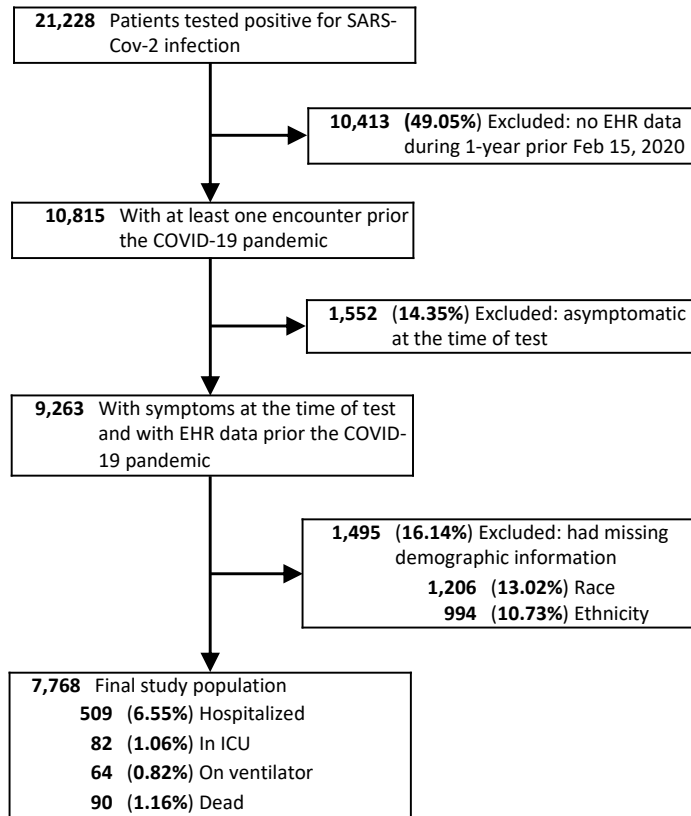 21,228 Patients tested positive for SARS-
Cov-2 infection
10,413 (49.05%) Excluded: no EHR data
during 1-year prior Feb 15, 2020
10,815 With at least one encounter prior
the COVID-19 pandemic
1,552 (14.35%) Excluded: asymptomatic
at the time of test
9,263 With symptoms at the time of test
and with EHR data prior the COVID-
19 pandemic
1,495 (16.14%) Excluded: had missing
demographic information
1,206 (13.02%) Race
994 (10.73%) Ethnicity
7,768 Final study population
509 (6.55%) Hospitalized
82 (1.06%) In ICU
64 (0.82%) On ventilator
90 (1.16%) Dead